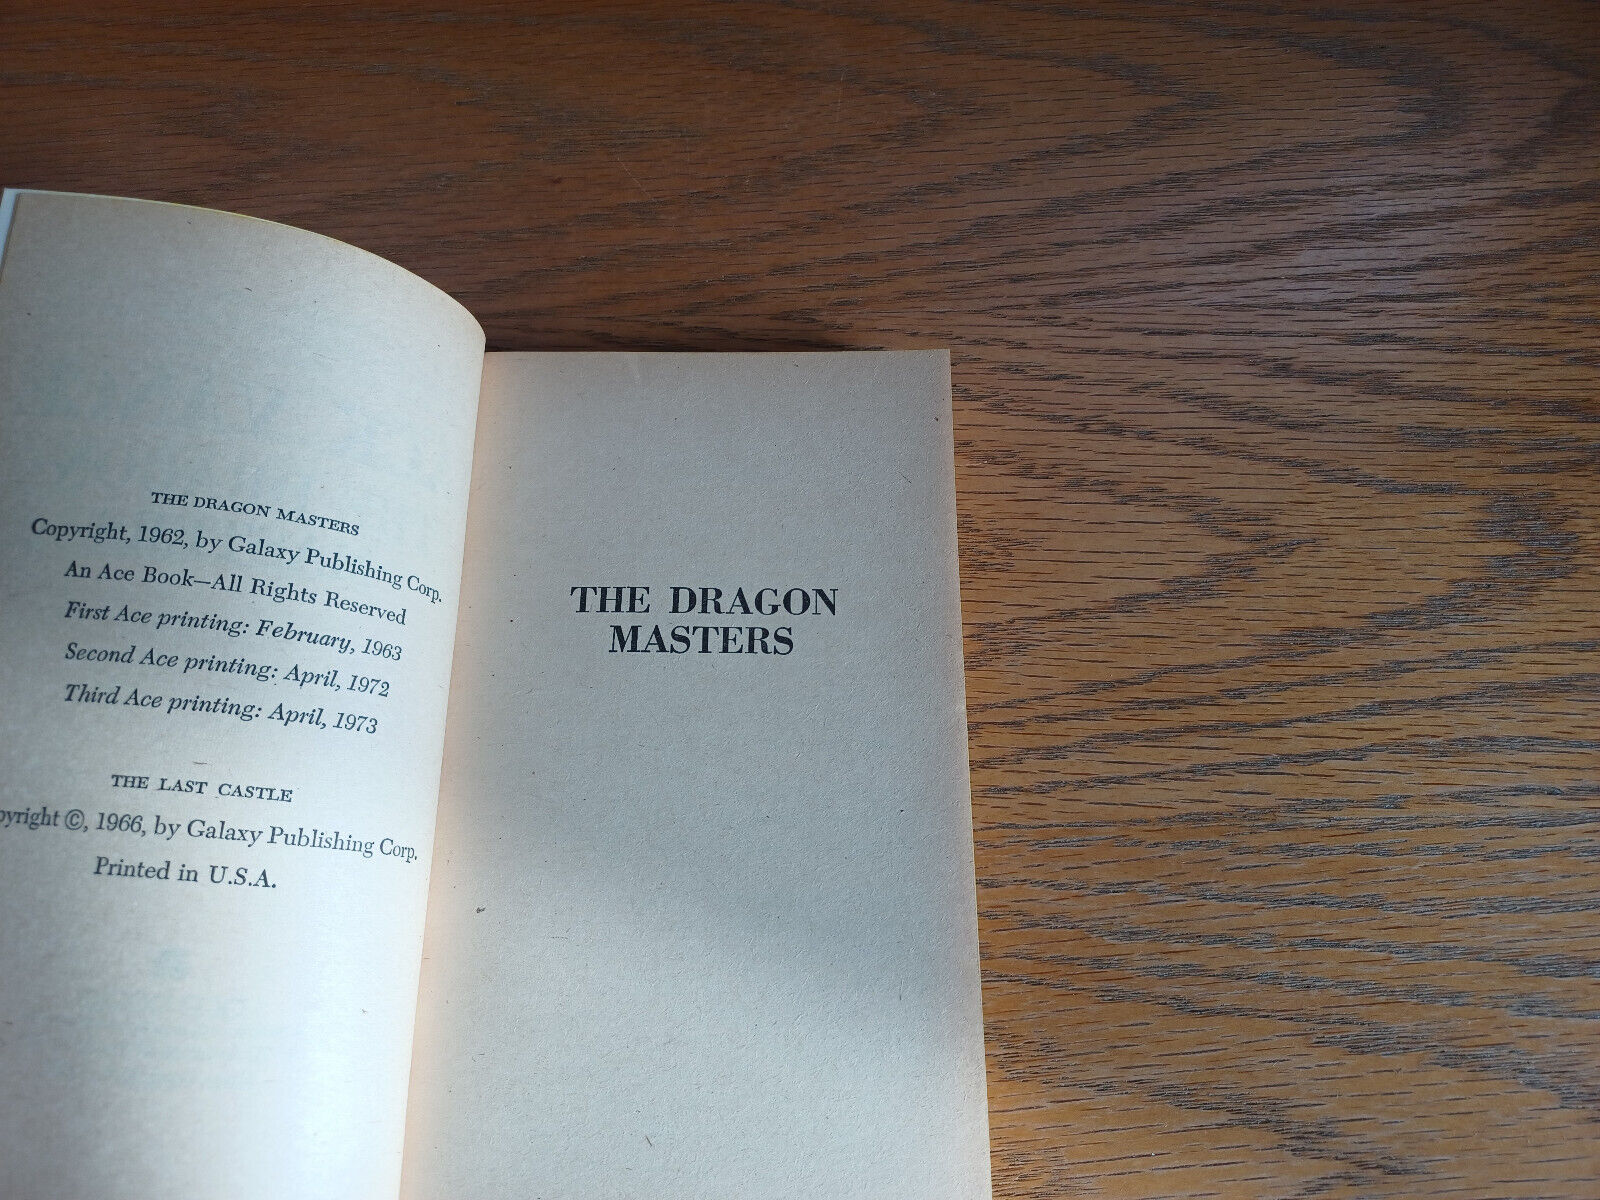 THE DRAGON MASTERS
Copyright, 1962, by Galaxy Publishing Corp.
An Ace Book—All Rights Reserved
First Ace printing: February, 1963
Second Ace printing: April, 1972
Third Ace printing: April, 1973
THE LAST CASTLE
pyright ©, 1966, by Galaxy Publishing Corp.
Printed in U.S.A.
THE DRAGON
MASTERS